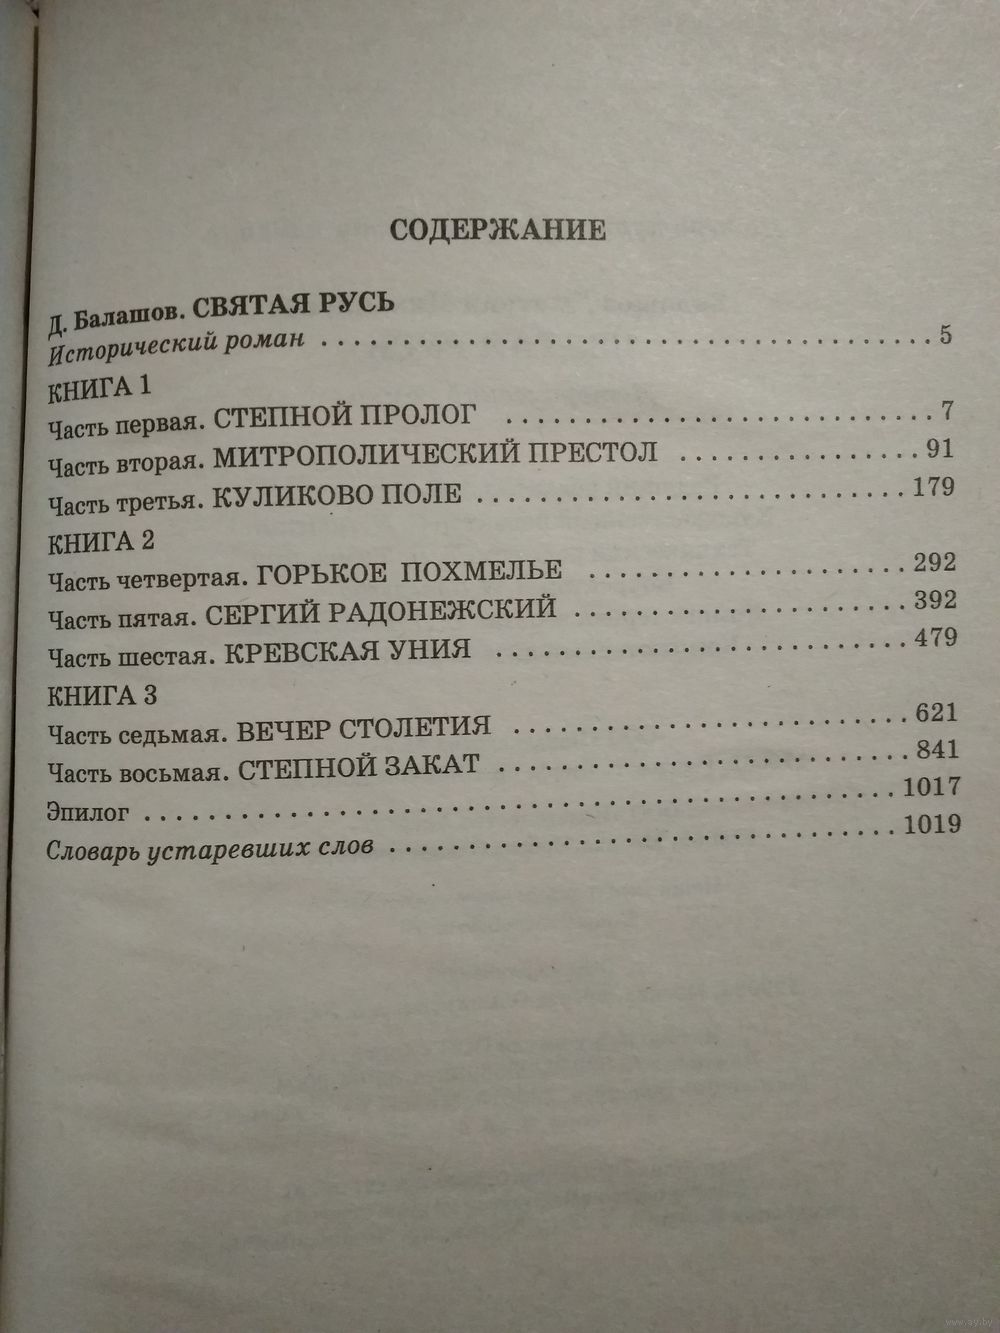 СОДЕРЖАНИЕ
Д. Балашов. СВЯТАЯ РУСЬ
Исторический роман . . . . . . . . . . . . . . . . . . . . . . . . . . . . . . . . . . . . . . 5
КНИГА 1
Часть первая. СТЕПНОЙ ПРОЛОГ . . . . . . . . . . . . . . . . . . . . . . . . . . . 7
Часть вторая. МИТРОПОЛИЧЕСКИЙ ПРЕСТОЛ . . . . . . . . . . . . . . . 91
Часть третья. КУЛИКОВО ПОЛЕ . . . . . . . . . . . . . . . . . . . . . . . . . . . 179
КНИГА 2
Часть четвертая. ГОРЬКОЕ ПОХМЕЛЬЕ . . . . . . . . . . . . . . . . . . . . 292
Часть пятая. СЕРГИЙ РАДОНЕЖСКИЙ . . . . . . . . . . . . . . . . . . . . . 392
Часть шестая. КРЕВСКАЯ УНИЯ . . . . . . . . . . . . . . . . . . . . . . . . . . 479
КНИГА 3
Часть седьмая. ВЕЧЕР СТОЛЕТИЯ . . . . . . . . . . . . . . . . . . . . . . . . . 621
Часть восьмая. СТЕПНОЙ ЗАКАТ . . . . . . . . . . . . . . . . . . . . . . . . . . 841
Эпилог . . . . . . . . . . . . . . . . . . . . . . . . . . . . . . . . . . . . . . . . . . . . . . . 1017
Словарь устаревших слов . . . . . . . . . . . . . . . . . . . . . . . . . . . . . . . . 1019
www.ay.by